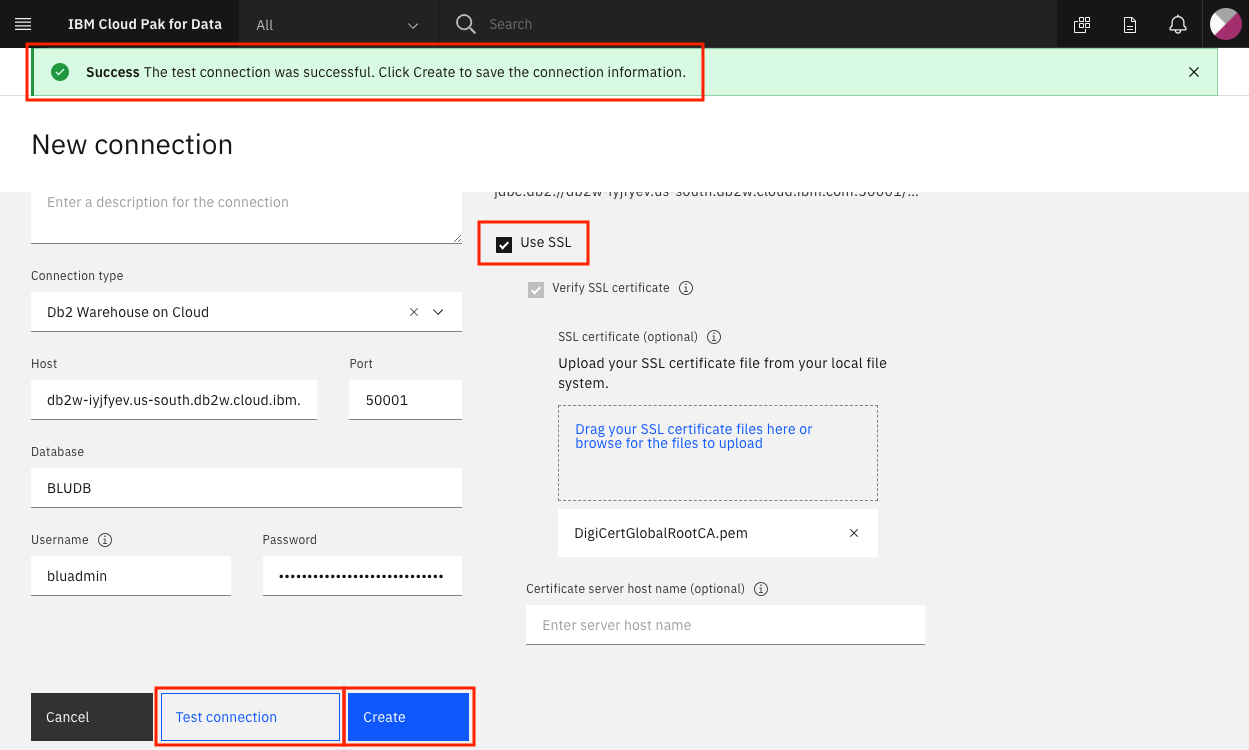 IBM Cloud Pak for Data
All
Search
Success The test connection was successful. Click Create to save the connection information.
New connection
Enter a description for the connection
Connection type
Db2 Warehouse on Cloud
Host
Port
db2w-iyjfyev.us-south.db2w.cloud.ibm.
50001
Database
BLUDB
Username
Password
bluadmin
••••••••••••••••••••••••••••••
jdbc:db2://db2w-iyjfyev.us-south.db2w.cloud.ibm.com:50001/...
Use SSL
Verify SSL certificate
SSL certificate (optional)
Upload your SSL certificate file from your local file
system.
Drag your SSL certificate files here or
browse for the files to upload
DigiCertGlobalRootCA.pem
Certificate server host name (optional)
Enter server host name
Cancel
Test connection
Create